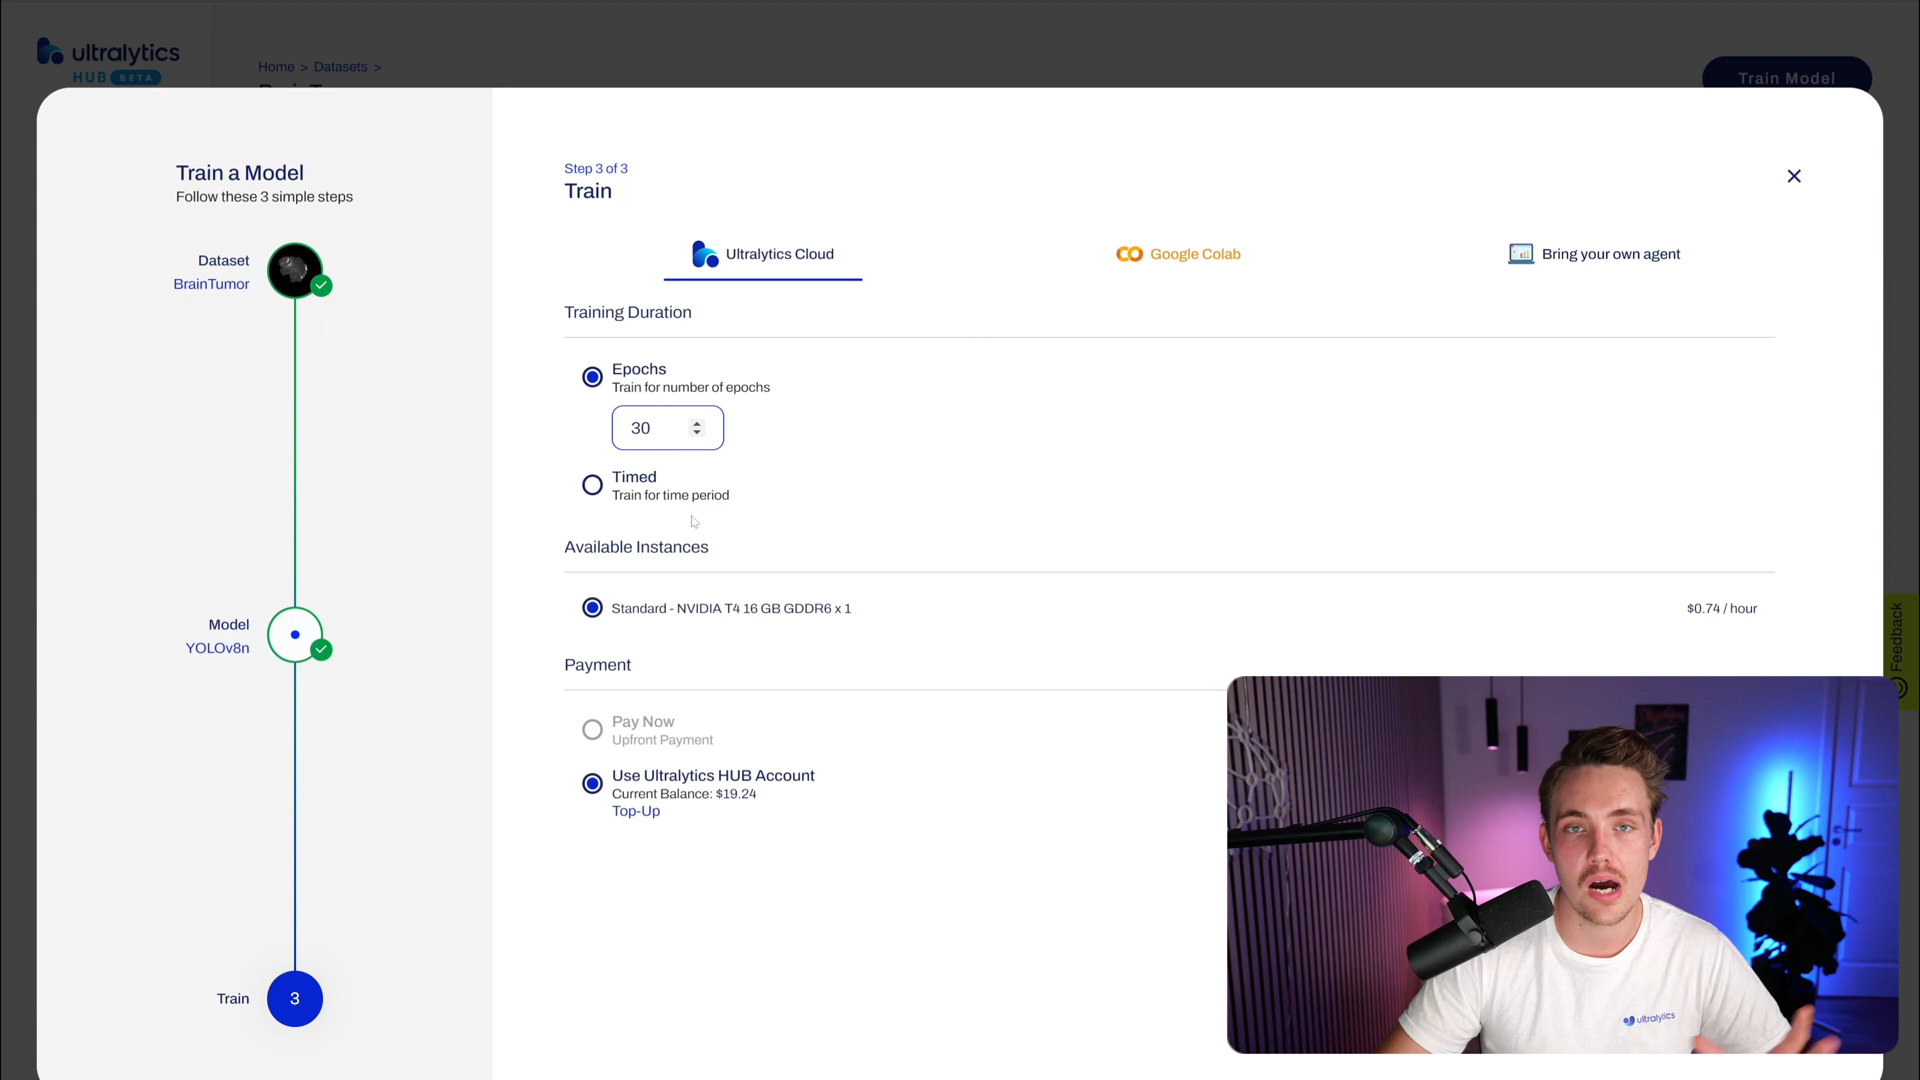 ultralytics
HUB BETA
Home > Datasets >
Train Model
Train a Model
Follow these 3 simple steps
Dataset
BrainTumor
Model
YOLOv8n
Train
3
Step 3 of 3
Train
Ultralytics Cloud
Google Colab
Bring your own agent
Training Duration
Epochs
Train for number of epochs
30
Timed
Train for time period
Available Instances
Standard - NVIDIA T4 16 GB GDDR6 x 1
$0.74 / hour
Payment
Pay Now
Upfront Payment
Use Ultralytics HUB Account
Current Balance: $19.24
Top-Up
Feedback
ultralytics